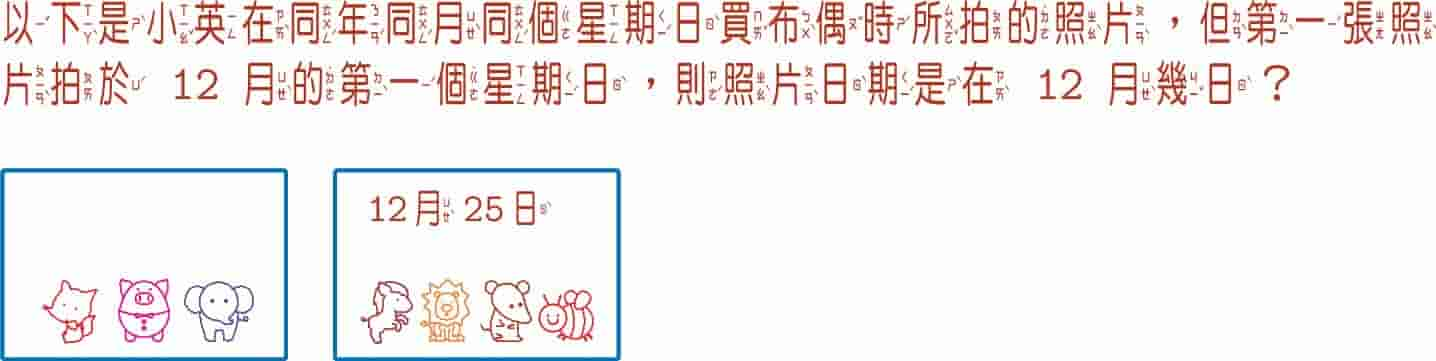 以下是小英在同年同月同個星期日買布偶時所拍的照片，但第一張照
片拍於 12 月的第一個星期日，則照片日期是在 12 月幾日？
12月 25日